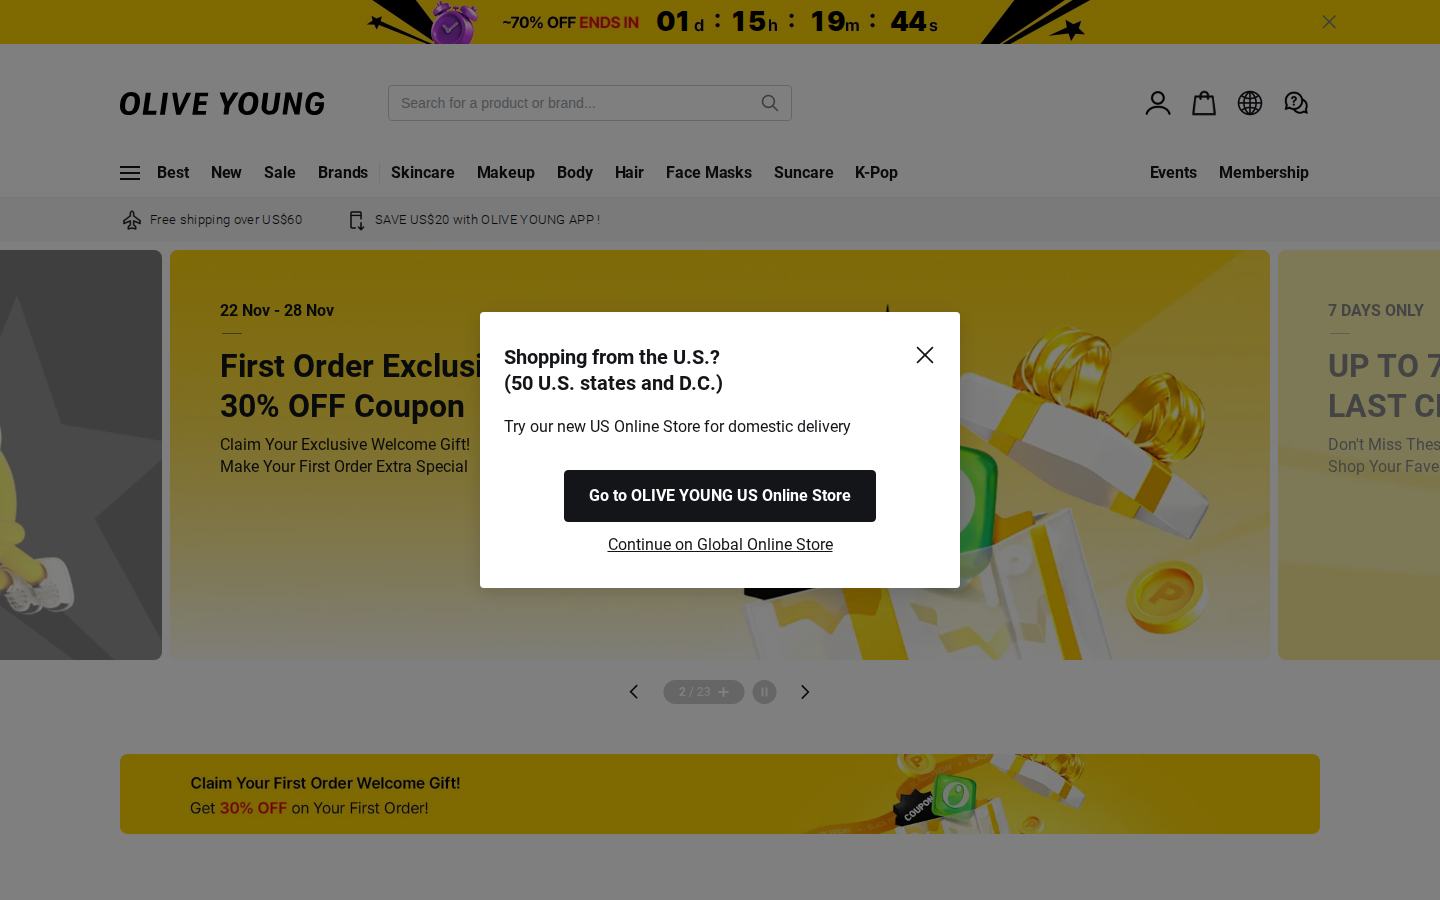 ~70% OFF ENDS IN 01 d : 15 h : 19 m : 44 s
OLIVE YOUNG
Search for a product or brand...
Best New Sale Brands Skincare Makeup Body Hair Face Masks Suncare K-Pop Events Membership
Free shipping over US$60
SAVE US$20 with OLIVE YOUNG APP !
22 Nov - 28 Nov
First Order Exclusi
30% OFF Coupon
Claim Your Exclusive Welcome Gift!
Make Your First Order Extra Special
Shopping from the U.S.?
(50 U.S. states and D.C.)
Try our new US Online Store for domestic delivery
Go to OLIVE YOUNG US Online Store
Continue on Global Online Store
P
7 DAYS ONLY
UP TO 7
LAST C
Don't Miss Thes
Shop Your Fave
2 / 23
Claim Your First Order Welcome Gift!
Get 30% OFF on Your First Order!
P
COUPON